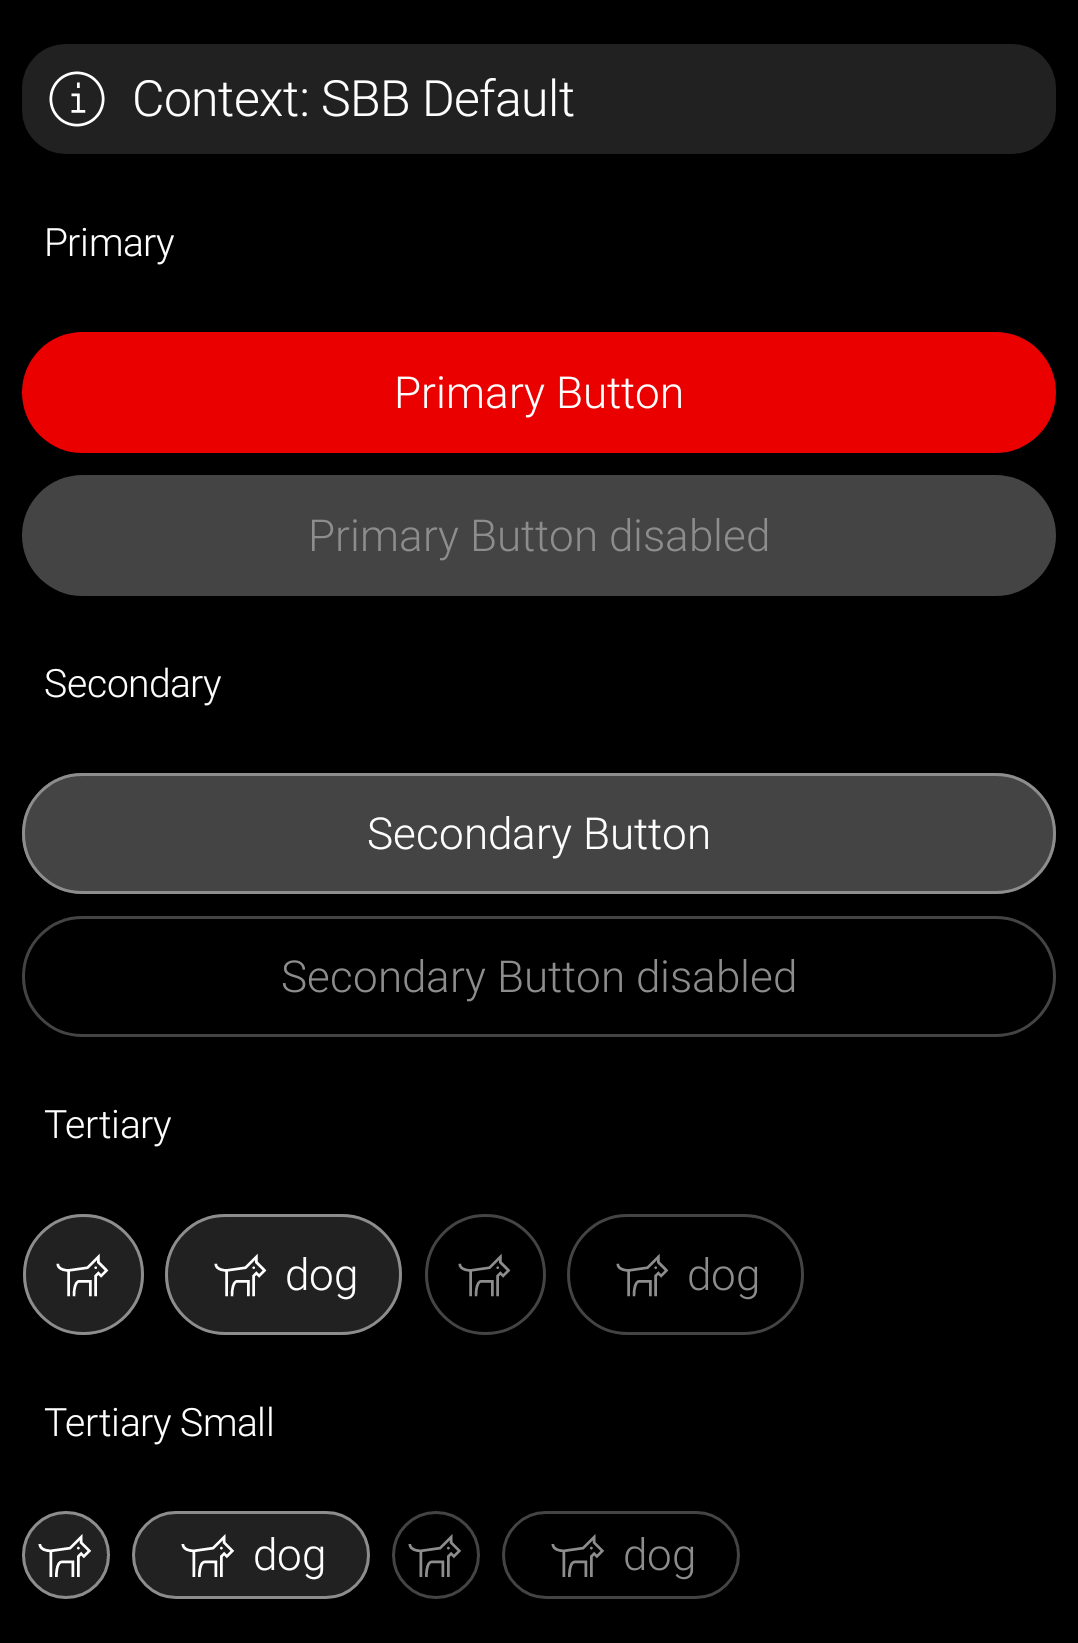 Context: SBB Default
Primary
Primary Button
Primary Button disabled
Secondary
Secondary Button
Secondary Button disabled
Tertiary
dog dog
Tertiary Small
dog dog